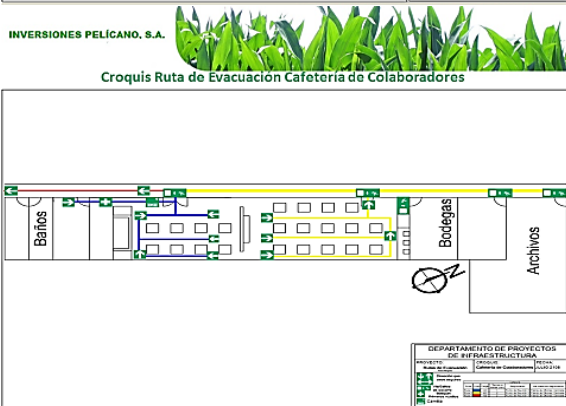 INVERSIONES PELÍCANO, S.A.
Croquis Ruta de Evacuación Cafetería de Colaboradores
Baños
Bodegas
Archivos
N
DEPARTAMENTO DE PROYECTOS
DE INFRAESTRUCTURA
PROYECTO:
CROQUIS:
FECHA:
Rutas de Evacuación
Cafetería de Colaboradores